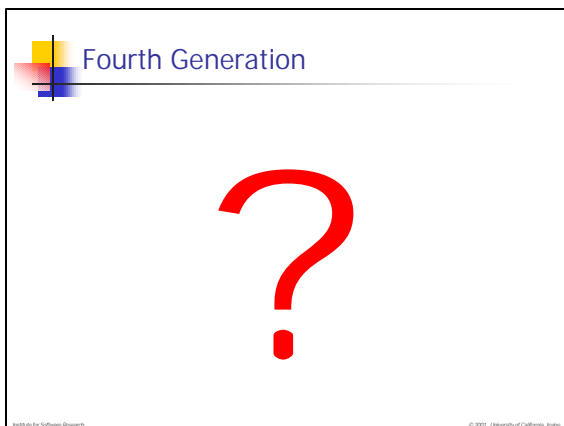 Fourth Generation
?
Institute for Software Research
© 2001, University of California, Irvine